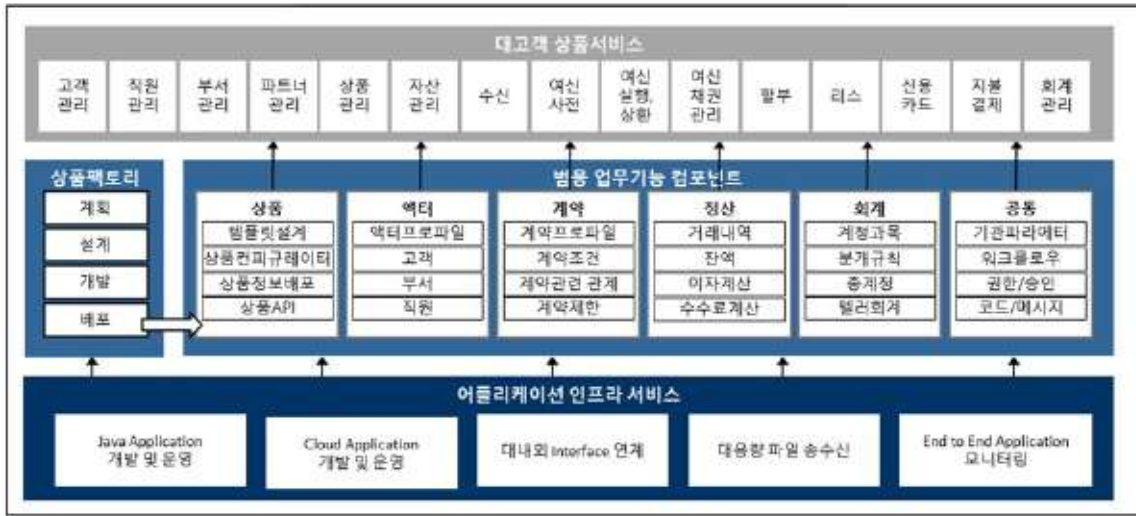 대고객 상품서비스
고객
관리
직원
관리
부서
관리
파트너
관리
상품
관리
자산
관리
수신
여신
사전
여신
실행,
상환
여신
채권
관리
할부
리스
신용
카드
지불
결제
회계
관리
상품팩토리
계획
설계
개발
배포
범용 업무기능 컴포넌트
상품
템플릿설계
상품컨피규레이터
상품정보배포
상품API
액터
액터프로파일
고객
부서
직원
계약
계약프로파일
계약조건
계약관련 관계
계약제한
정산
거래내역
잔액
이자계산
수수료계산
회계
계정과목
분개규칙
총계정
텔러회계
공통
기관파라메터
워크플로우
권한/승인
코드/메시지
어플리케이션 인프라 서비스
Java Application
개발 및 운영
Cloud Application
개발 및 운영
대내외 Interface 연계
대용량 파일 송수신
End to End Application
모니터링